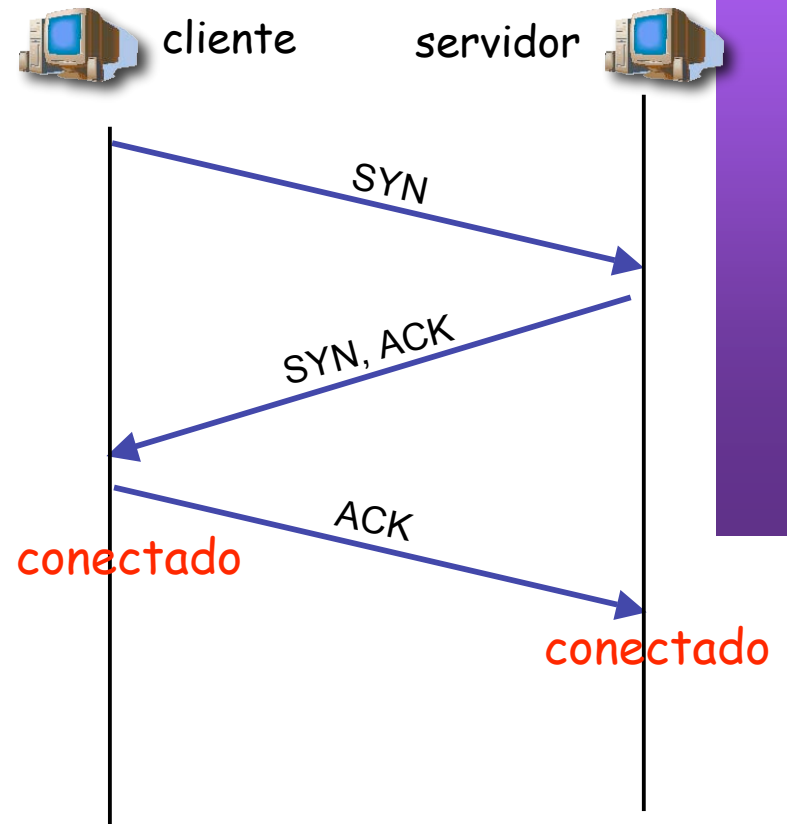 cliente servidor
SYN
SYN, ACK
ACK
conectado
conectado